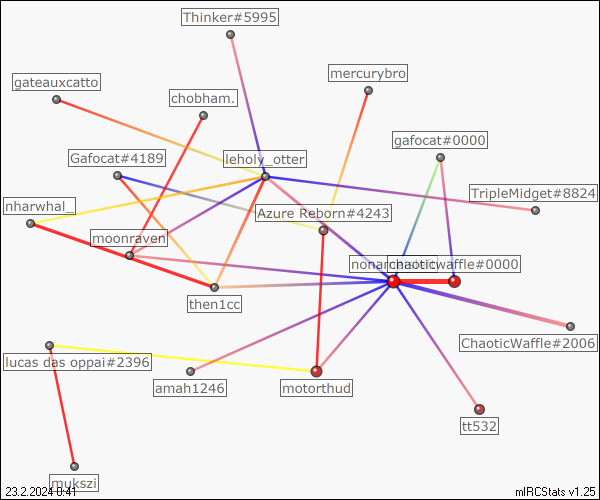 Thinker#5995
mercurybro
gateauxcatto
chobham.
gafocat#0000
Gafocat#4189
leholy_otter
TripleMidget#8824
nharwhal_
Azure Reborn#4243
moonraven
chaoticwaffle#0000
then1cc
ChaoticWaffle#2006
lucas das oppai#2396
amah1246
motorthud
tt532
mukszi
23.2.2024 0:41
mIRCStats v1.25